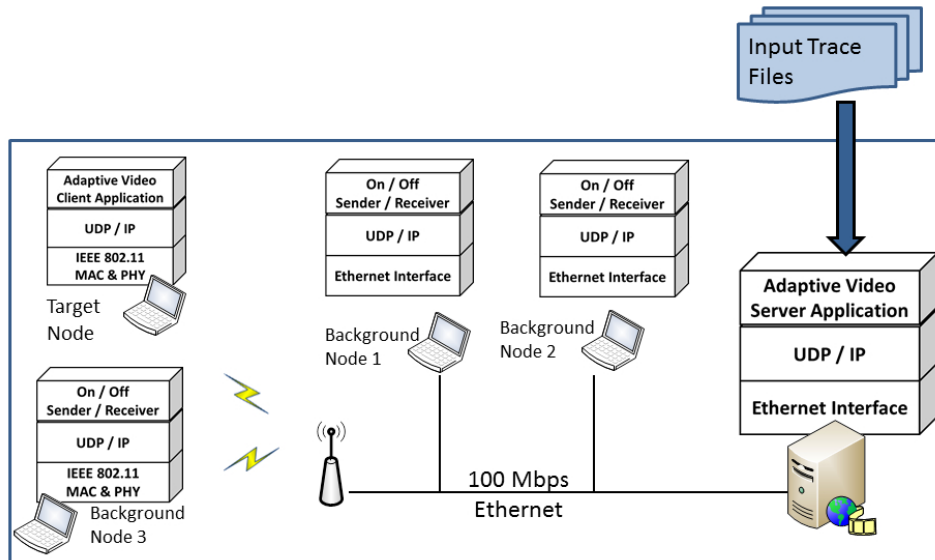 Input Trace
Files
Adaptive Video
Client Application
UDP / IP
IEEE 802.11
MAC & PHY
Target
Node
On / Off
Sender / Receiver
UDP / IP
Ethernet Interface
Background
Node 1
On / Off
Sender / Receiver
UDP / IP
Ethernet Interface
Background
Node 2
Adaptive Video
Server Application
UDP / IP
Ethernet Interface
On / Off
Sender / Receiver
UDP / IP
IEEE 802.11
MAC & PHY
Background
Node 3
100 Mbps
Ethernet